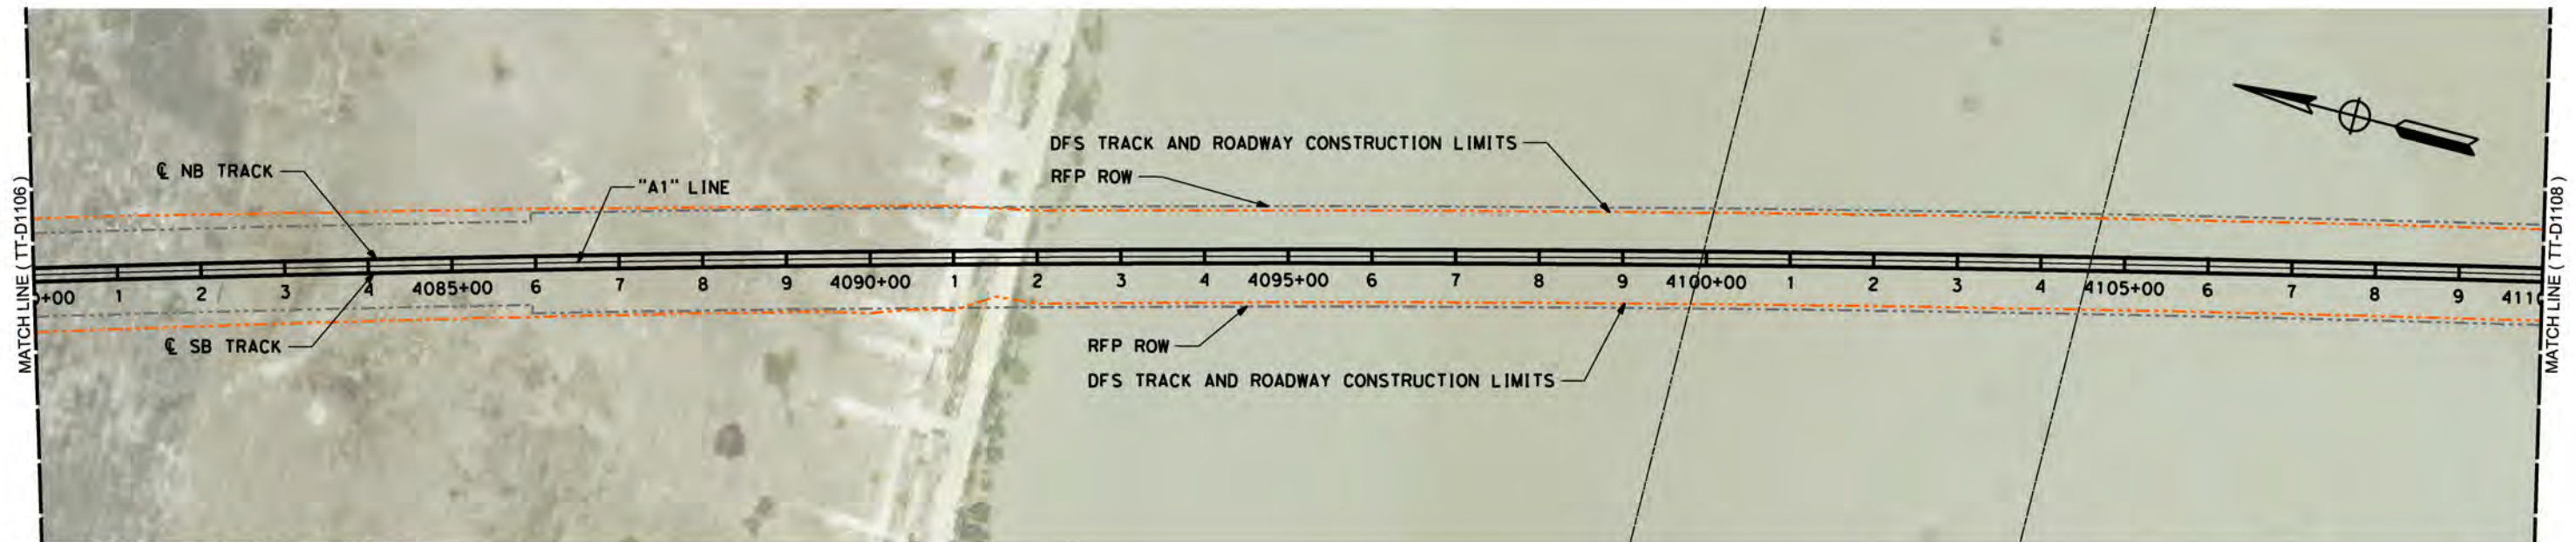 MATCH LINE ( TT-D1106 )
℄ NB TRACK
"A1" LINE
DFS TRACK AND ROADWAY CONSTRUCTION LIMITS
RFP ROW
MATCH LINE ( TT-D1108 )
0+00 1 2 3 4 4085+00 6 7 8 9 4090+00 1 2 3 4 4095+00 6 7 8 9 4100+00 1 2 3 4 4105+00 6 7 8 9 4110
℄ SB TRACK
RFP ROW
DFS TRACK AND ROADWAY CONSTRUCTION LIMITS